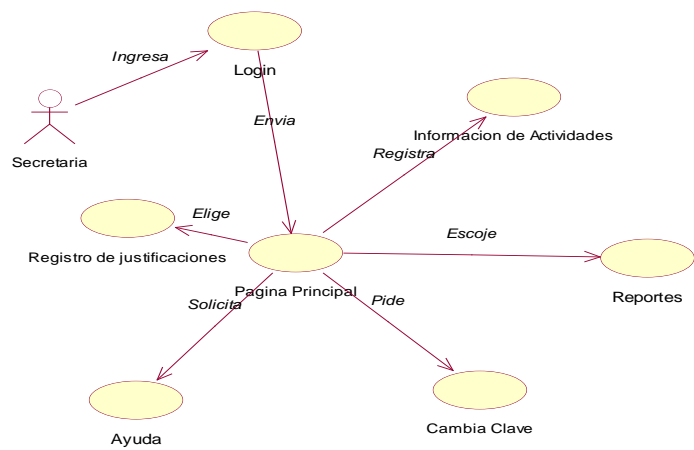 Ingresa
Login
Envia
Secretaria
Informacion de Actividades
Registra
Elige
Registro de justificaciones
Escoje
Pagina Principal
Solicita
Pide
Reportes
Ayuda
Cambia Clave